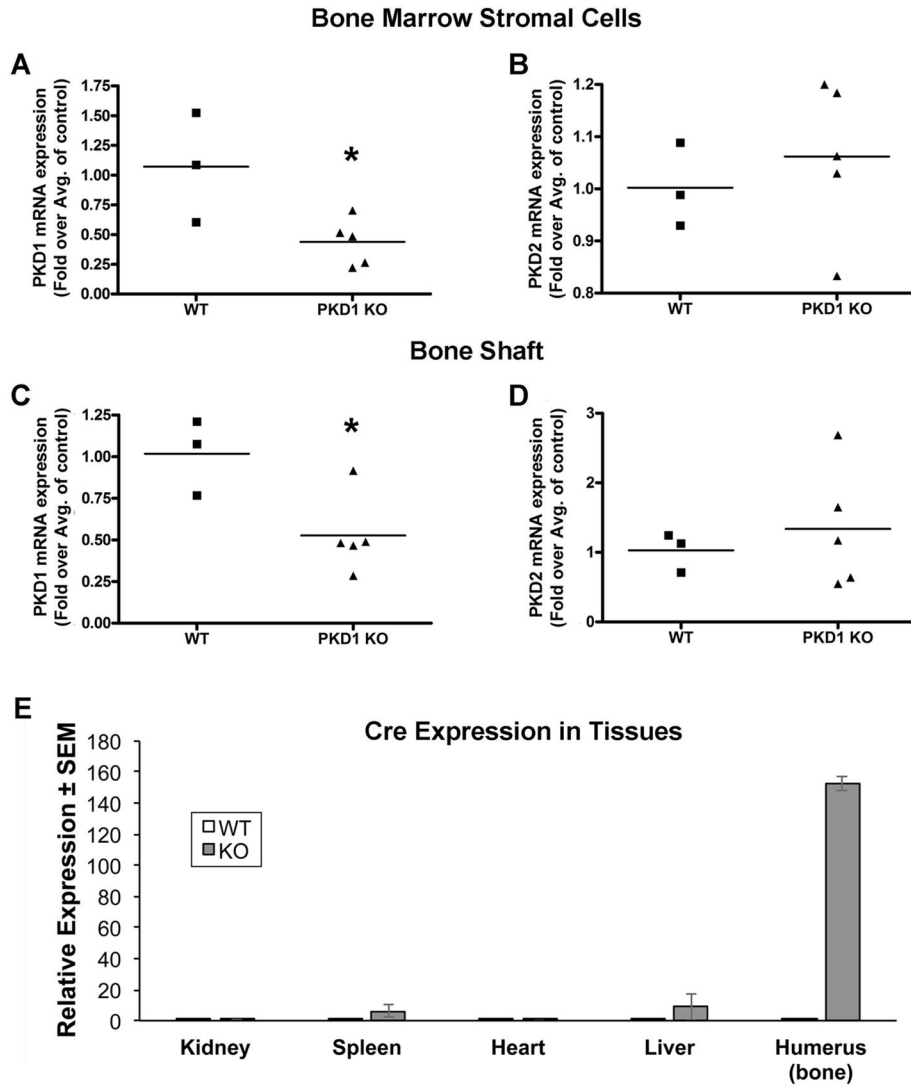 Bone Marrow Stromal Cells
A
PKD1 mRNA expression
(Fold over Avg. of control)
1.75
1.50
1.25
1.00
0.75
0.50
0.25
0.00
*
WT
PKD1 KO
B
PKD2 mRNA expression
(Fold over Avg. of control)
1.2
1.1
1.0
0.9
0.8
WT
PKD1 KO
Bone Shaft
C
PKD1 mRNA expression
(Fold over Avg. of control)
1.25
1.00
0.75
0.50
0.25
0.00
*
WT
PKD1 KO
D
PKD2 mRNA expression
(Fold over Avg. of control)
3
2
1
0
WT
PKD1 KO
E
Cre Expression in Tissues
Relative Expression ± SEM
180
160
140
120
100
80
60
40
20
0
WT
KO
Kidney
Spleen
Heart
Liver
Humerus
(bone)